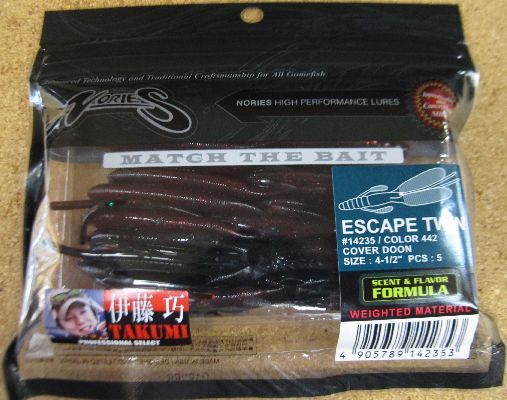 Advanced Technology and Traditional Craftsmanship for All Gamefish
NORIES
NORIES HIGH PERFORMANCE LURES
MATCH THE BAIT
ESCAPE TWIN
#14235 / COLOR 442
COVER DOON
SIZE : 4-1/2" PCS : 5
SCENT & FLAVOR
FORMULA
WEIGHTED MATERIAL
4 905789 142353
伊藤 巧
TAKUMI
PROFESSIONAL SELECT